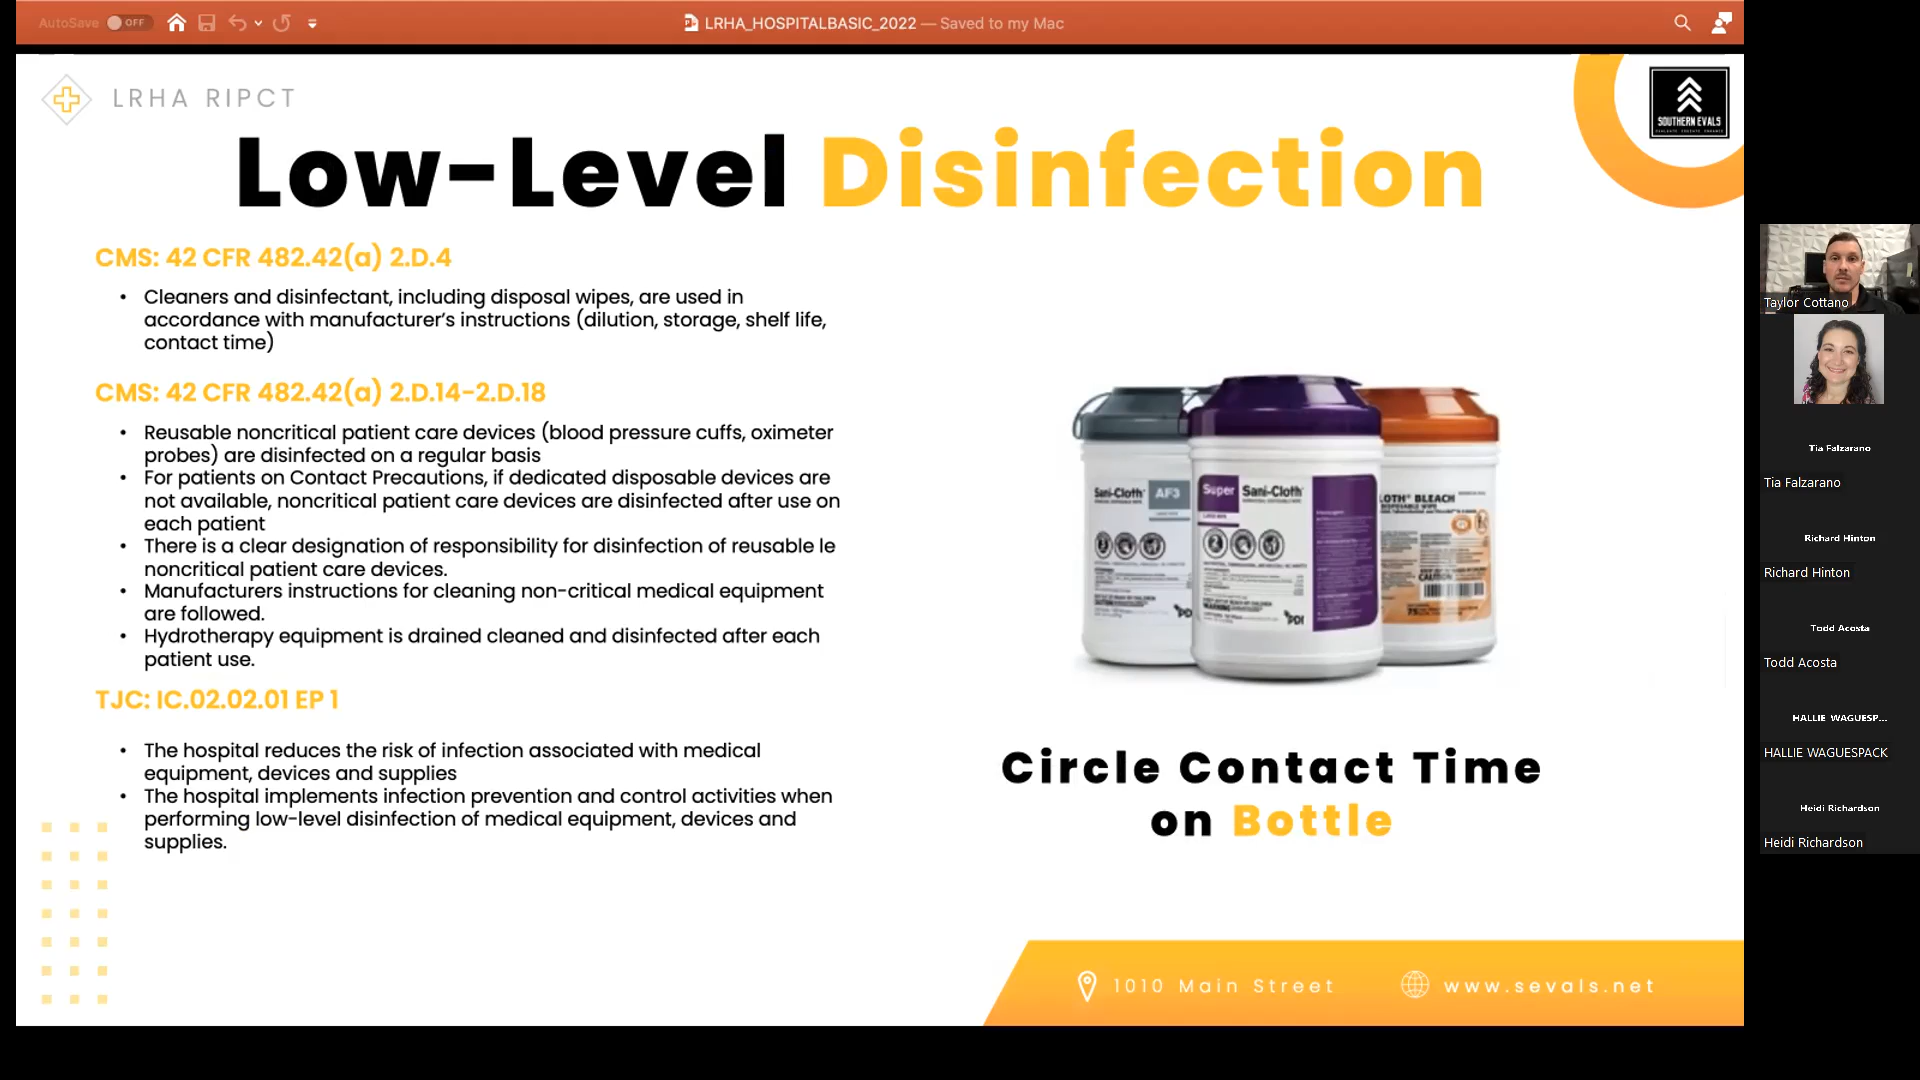 AutoSave OFF
LRHA_HOSPITALBASIC_2022 — Saved to my Mac
LRHA RIPCT
SOUTHERN EVALS
Low-Level Disinfection
CMS: 42 CFR 482.42(a) 2.D.4
• Cleaners and disinfectant, including disposal wipes, are used in
accordance with manufacturer's instructions (dilution, storage, shelf life,
contact time)
CMS: 42 CFR 482.42(a) 2.D.14-2.D.18
• Reusable noncritical patient care devices (blood pressure cuffs, oximeter
probes) are disinfected on a regular basis
• For patients on Contact Precautions, if dedicated disposable devices are
not available, noncritical patient care devices are disinfected after use on
each patient
• There is a clear designation of responsibility for disinfection of reusable le
noncritical patient care devices.
• Manufacturers instructions for cleaning non-critical medical equipment
are followed.
• Hydrotherapy equipment is drained cleaned and disinfected after each
patient use.
TJC: IC.02.02.01 EP 1
• The hospital reduces the risk of infection associated with medical
equipment, devices and supplies
• The hospital implements infection prevention and control activities when
performing low-level disinfection of medical equipment, devices and
supplies.
Sani-Cloth AF3
Super Sani-Cloth
LOTH BLEACH
PDI
Circle Contact Time
on Bottle
1010 Main Street
www.sevals.net
Taylor Cottano
Tia Falzarano
Tia Falzarano
Richard Hinton
Richard Hinton
Todd Acosta
Todd Acosta
HALLIE WAGUESP...
HALLIE WAGUESPACK
Heidi Richardson
Heidi Richardson